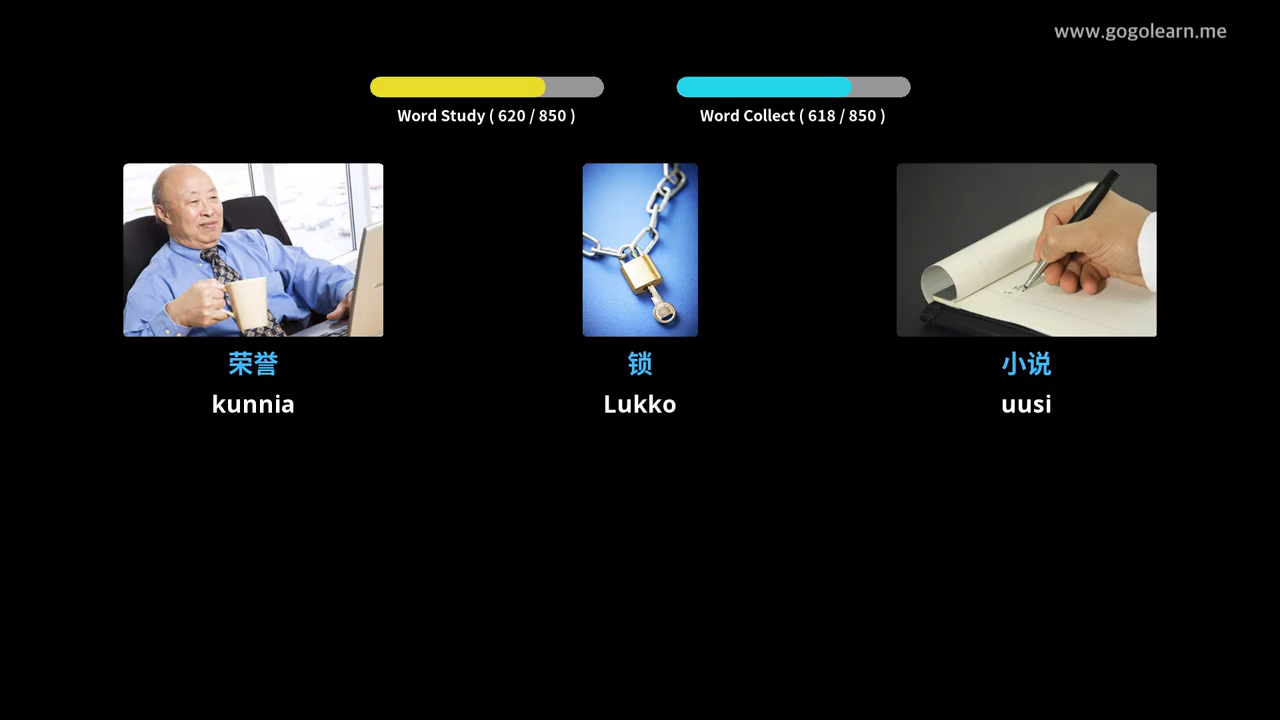 www.gogolearn.me
Word Study ( 620 / 850 )
Word Collect ( 618 / 850 )
荣誉
锁
小说
kunnia
Lukko
uusi